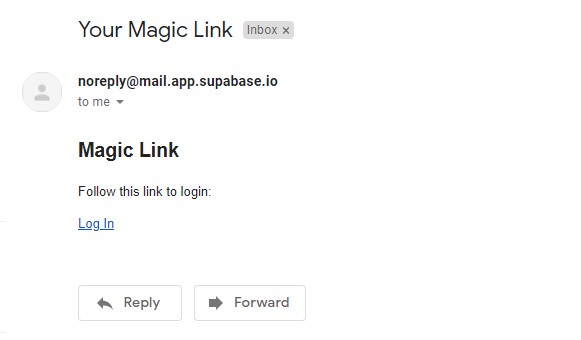 Your Magic Link Inbox x
noreply@mail.app.supabase.io
to me
Magic Link
Follow this link to login:
Log In
Reply Forward